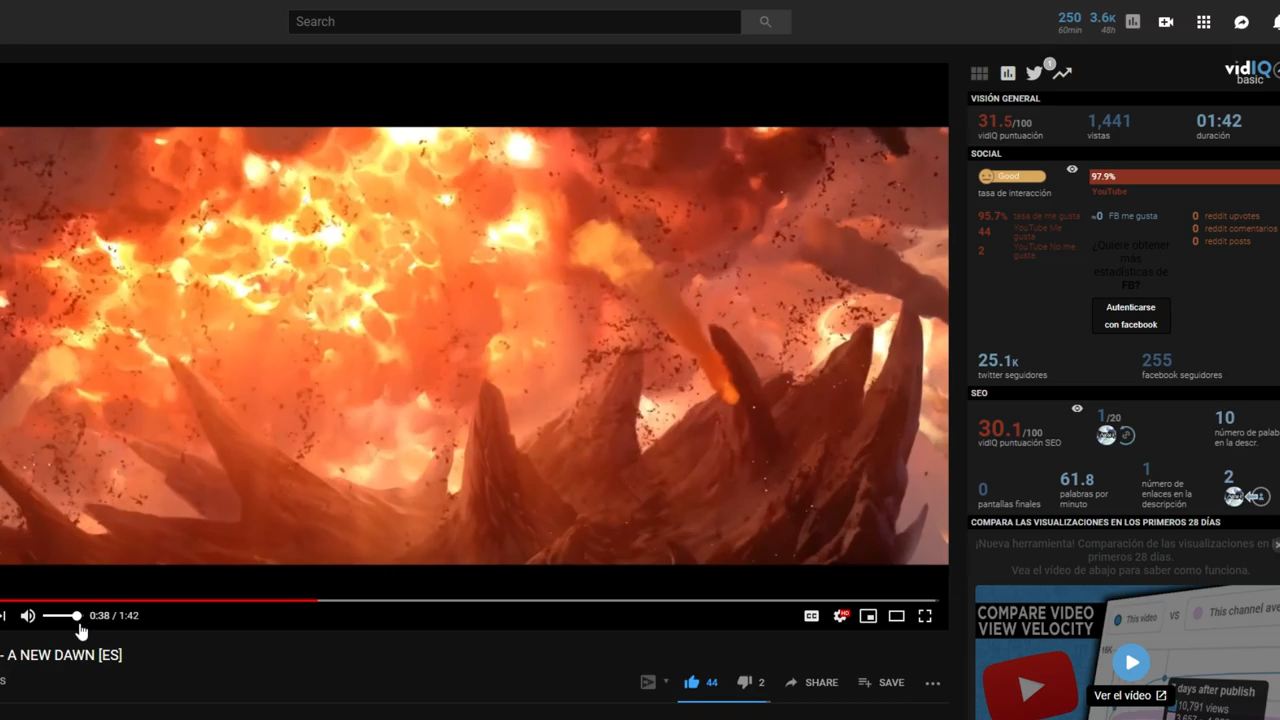 Search
250 3.6K
60min 48h
1
vidIQ
basic
VISIÓN GENERAL
31.5/100 1,441 01:42
vidIQ puntuación vistas duración
SOCIAL
Good 97.9%
YouTube
tasa de interacción
95.7% tasa de me gusta
44 YouTube Me
gusta
2 YouTube No me
gusta
0 FB me gusta
0 reddit upvotes
0 reddit comentarios
0 reddit posts
¿Quiere obtener
más
estadísticas de
FB?
Autenticarse
con facebook
25.1K 255
twitter seguidores facebook seguidores
SEO
30.1/100
vidIQ puntuación SEO
1/20
10
número de palab
en la descr.
0
pantallas finales
61.8
palabras por
minuto
1
número de
enlaces en la
descripción
2
COMPARA LAS VISUALIZACIONES EN LOS PRIMEROS 28 DÍAS
¡Nueva herramienta! Comparación de las visualizaciones en
primeros 28 días.
Vea el vídeo de abajo para saber como funciona.
COMPARE VIDEO
VIEW VELOCITY
This video VS This channel ave
16K
Ver el vídeo
days after publish
10,791 views
0:38 / 1:42
HD
- A NEW DAWN [ES]
S
44 2 SHARE SAVE